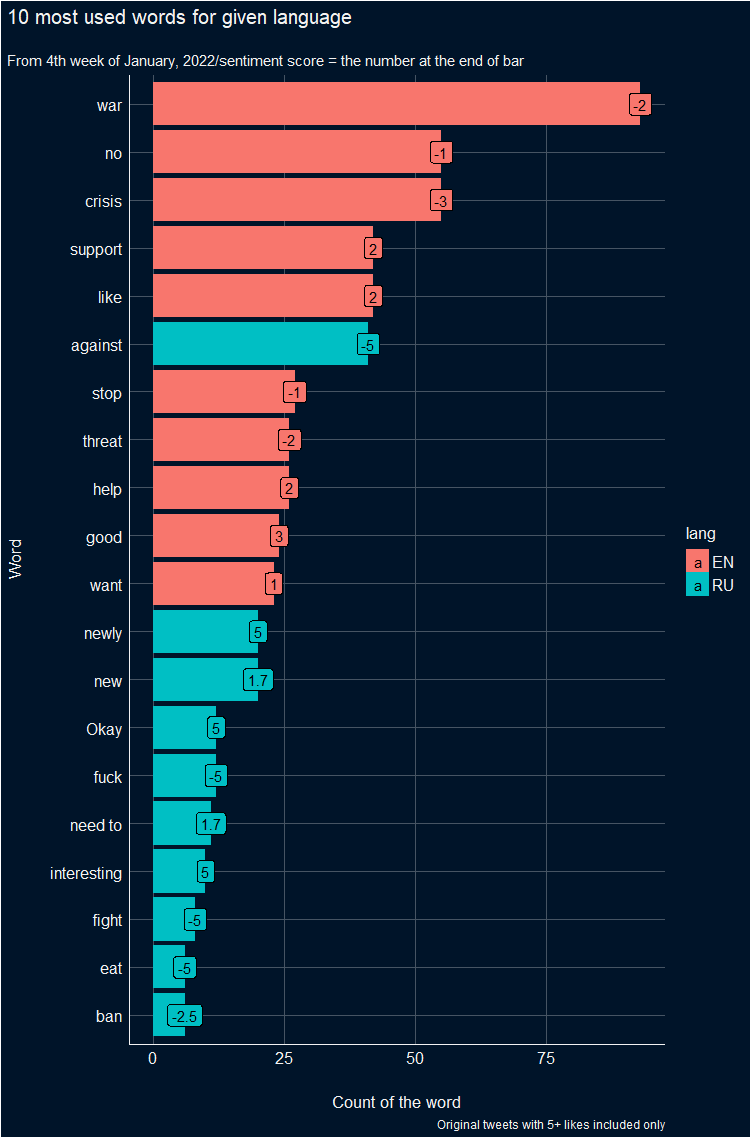 10 most used words for given language
From 4th week of January, 2022/sentiment score = the number at the end of bar
Word
war -2
no -1
crisis -3
support 2
like 2
against -5
stop -1
threat -2
help 2
good 3
want 1
newly 5
new 1.7
Okay 5
fuck -5
need to 1.7
interesting 5
fight -5
eat -5
ban -2.5
0 25 50 75
Count of the word
lang
a EN
a RU
Original tweets with 5+ likes included only